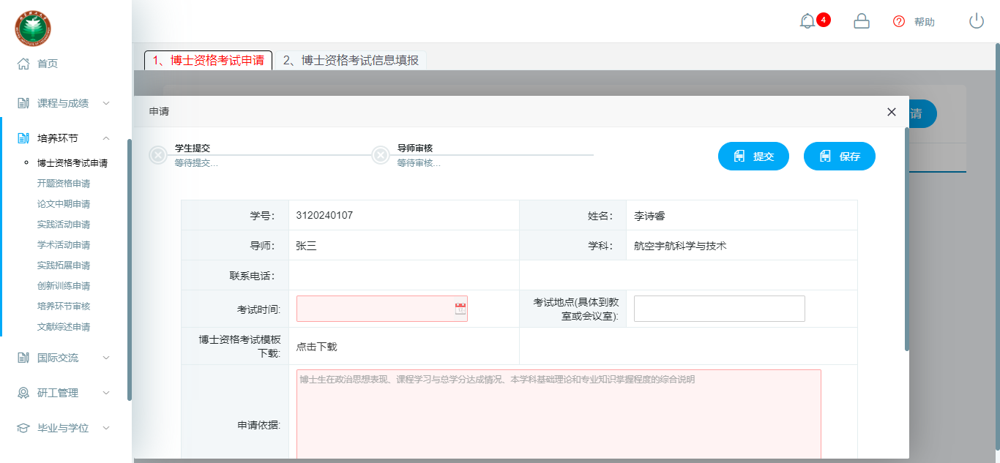 4
帮助
首页
课程与成绩
培养环节
博士资格考试申请
开题资格申请
论文中期申请
实践活动申请
学术活动申请
实践拓展申请
创新训练申请
培养环节审核
文献综述申请
国际交流
研工管理
毕业与学位
1、博士资格考试申请
2、博士资格考试信息填报
请
申请
学生提交
等待提交...
导师审核
等待审核...
提交
保存
学号：
3120240107
姓名：
李诗睿
导师：
张三
学科：
航空宇航科学与技术
联系电话：
考试时间:
考试地点(具体到教
室或会议室):
博士资格考试模板
下载:
点击下载
申请依据:
博士生在政治思想表现、课程学习与总学分达成情况、本学科基础理论和专业知识掌握程度的综合说明